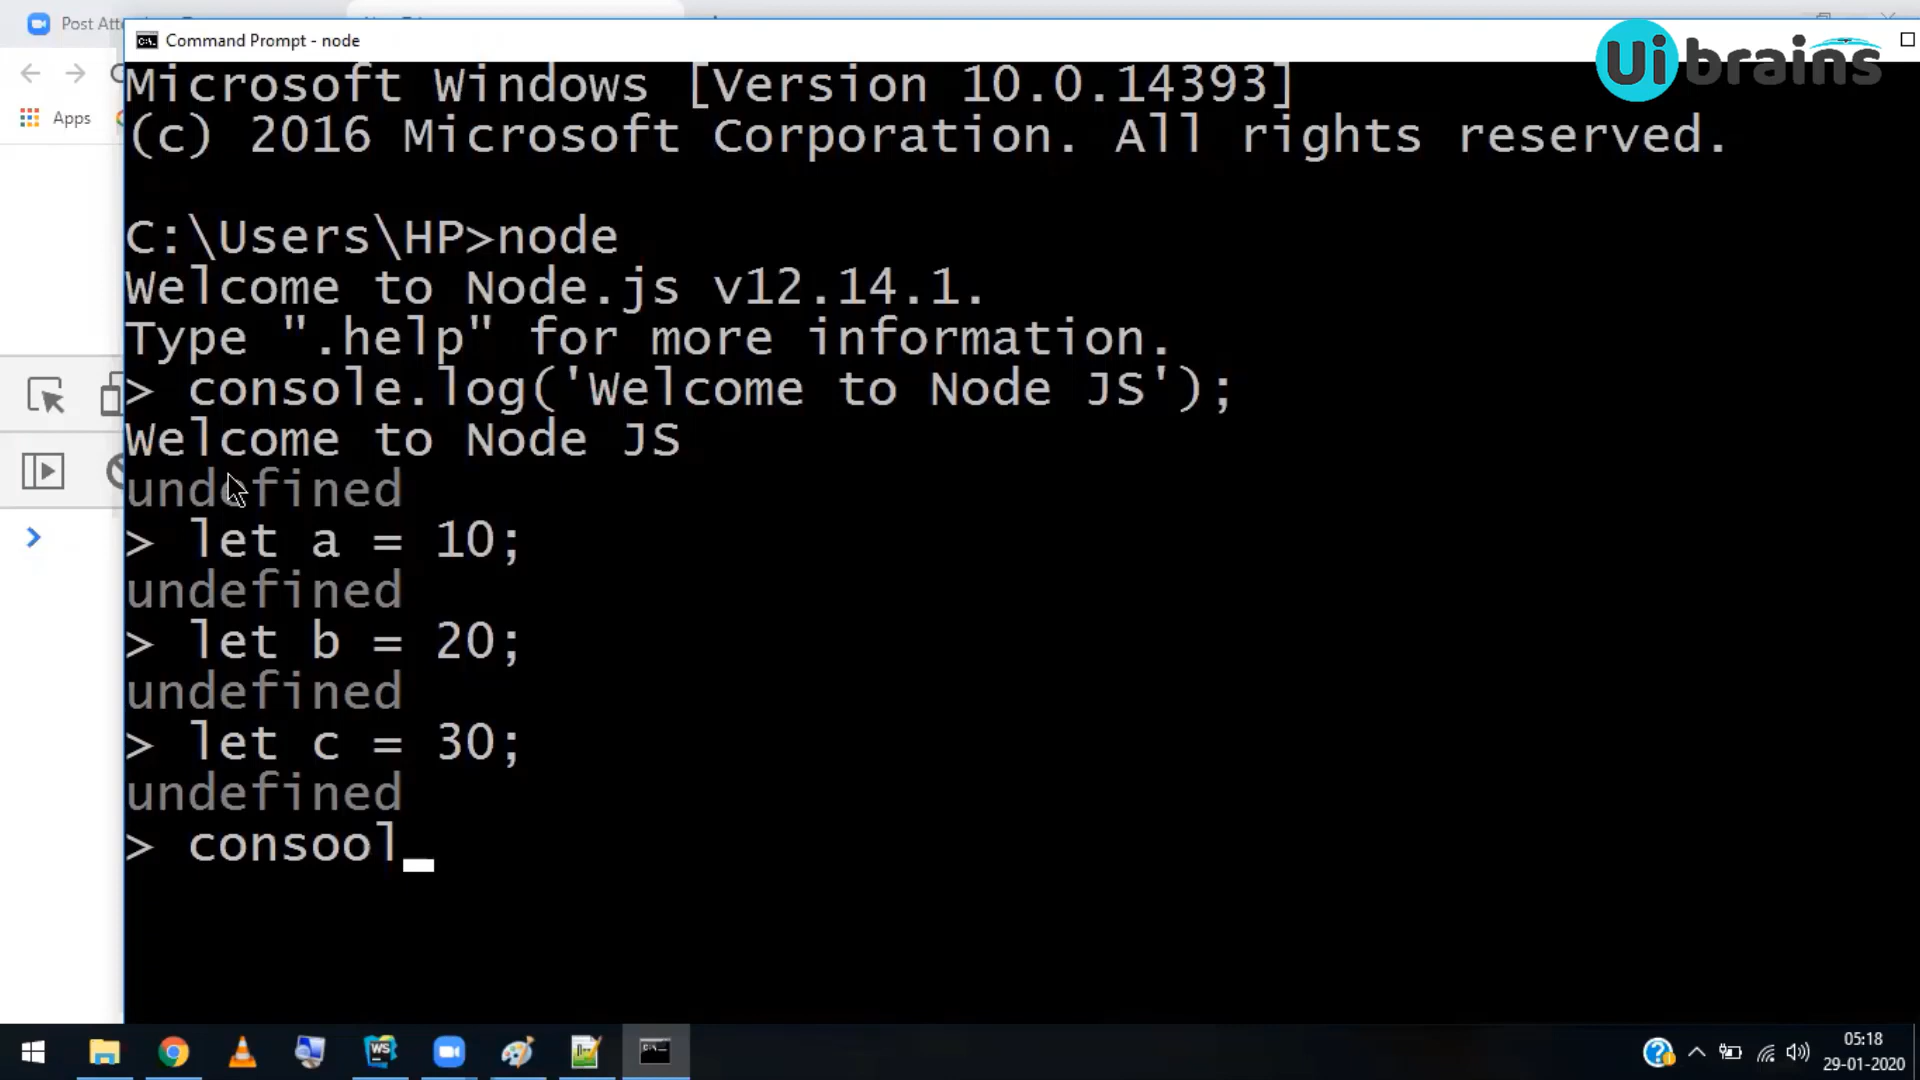 Post Att
Command Prompt - node
Ui brains
Apps
Microsoft Windows [Version 10.0.14393]
(c) 2016 Microsoft Corporation. All rights reserved.
C:\Users\HP>node
Welcome to Node.js v12.14.1.
Type ".help" for more information.
> console.log('Welcome to Node JS');
Welcome to Node JS
undefined
> let a = 10;
undefined
> let b = 20;
undefined
> let c = 30;
undefined
> consool_
WS
05:18
29-01-2020